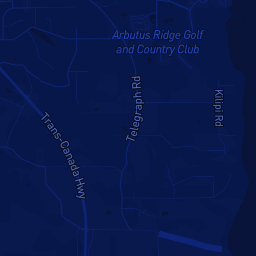 Arbutus Ridge Golf
and Country Club
Telegraph Rd
Kilipi Rd
Trans-Canada Hwy